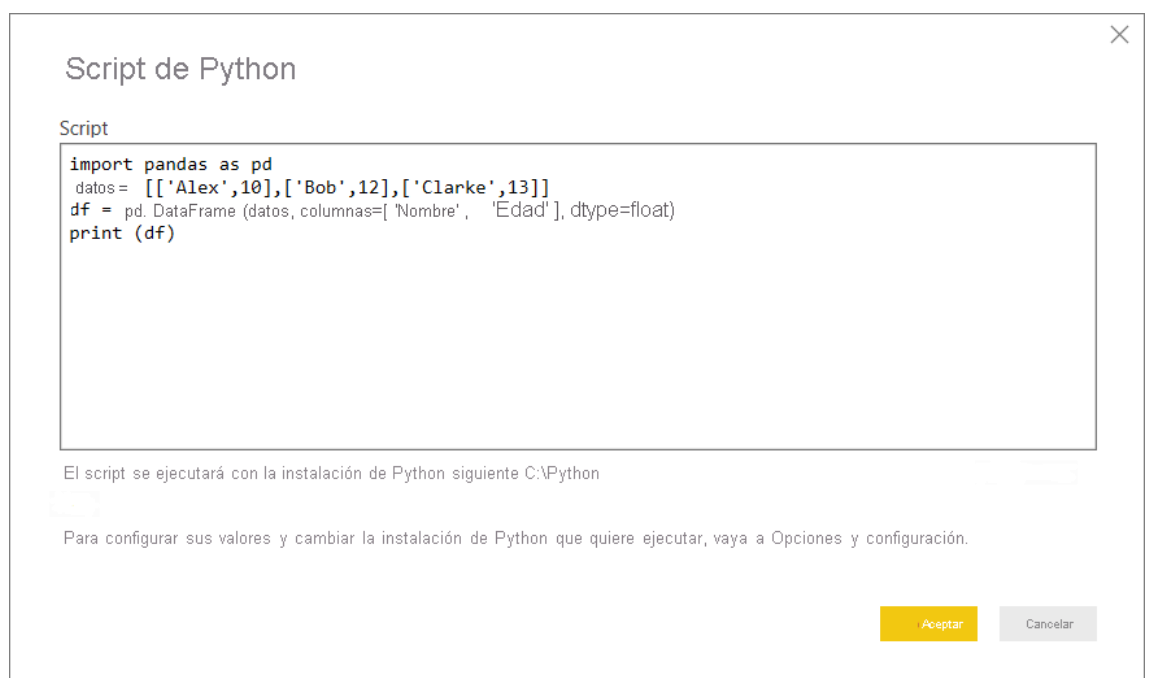 Script de Python
Script
import pandas as pd
datos = [['Alex',10],['Bob',12],['Clarke',13]]
df = pd. DataFrame (datos, columnas=[ 'Nombre' , 'Edad' ], dtype=float)
print (df)
El script se ejecutará con la instalación de Python siguiente C:\Python
Para configurar sus valores y cambiar la instalación de Python que quiere ejecutar, vaya a Opciones y configuración.
Aceptar Cancelar